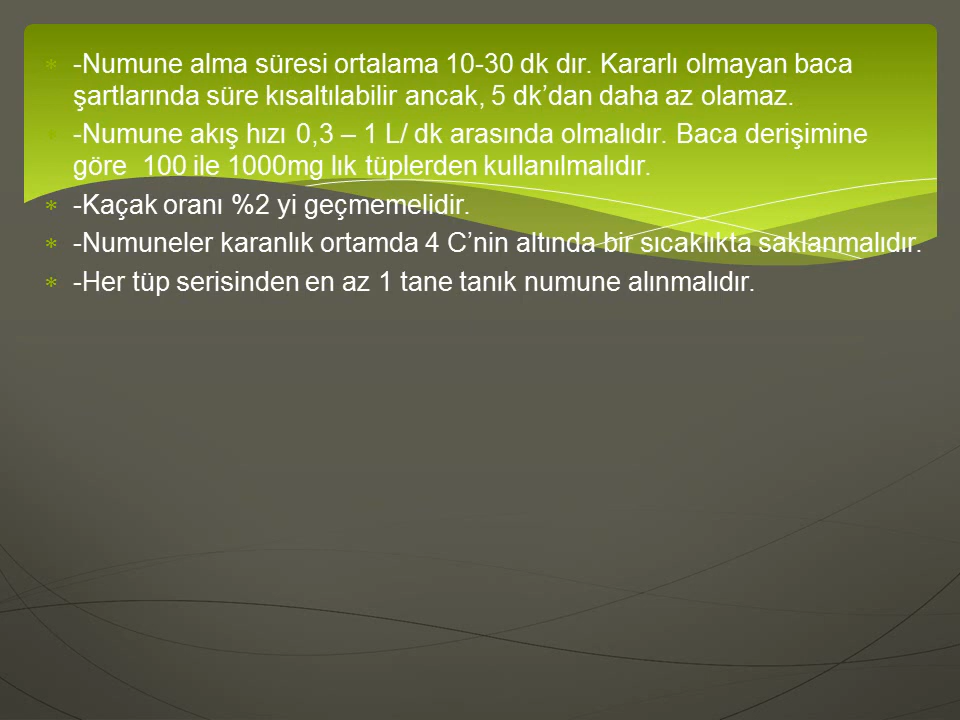 -Numune alma süresi ortalama 10-30 dk dır. Kararlı olmayan baca
şartlarında süre kısaltılabilir ancak, 5 dk’dan daha az olamaz.
-Numune akış hızı 0,3 – 1 L/ dk arasında olmalıdır. Baca derişimine
göre  100 ile 1000mg lık tüplerden kullanılmalıdır.
-Kaçak oranı %2 yi geçmemelidir.
-Numuneler karanlık ortamda 4 C’nin altında bir sıcaklıkta saklanmalıdır.
-Her tüp serisinden en az 1 tane tanık numune alınmalıdır.